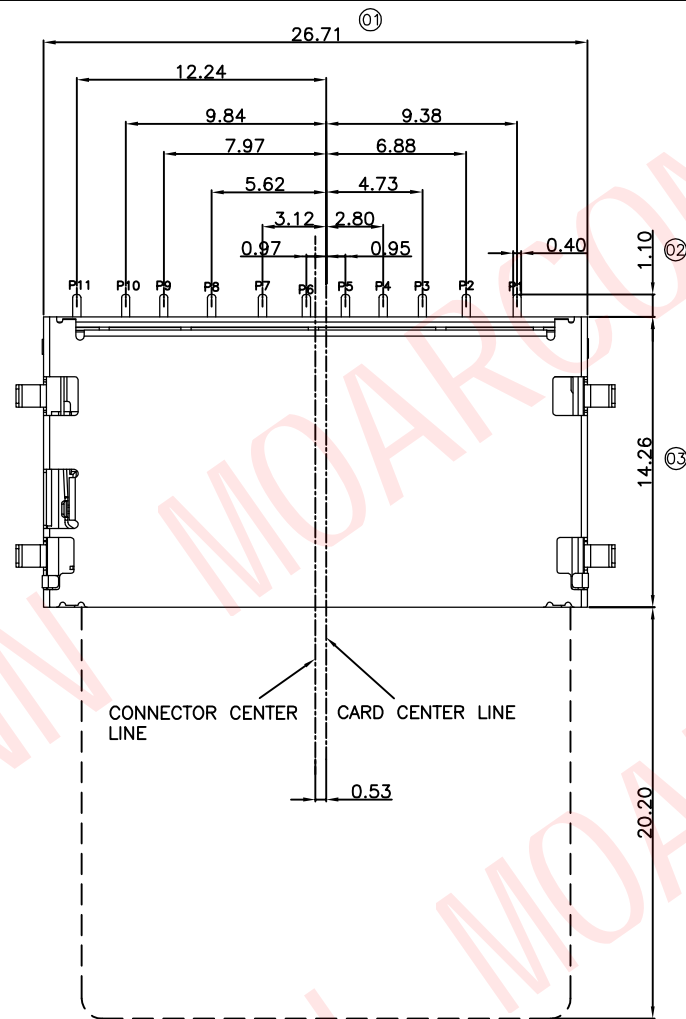 01
26.71
12.24
9.84 9.38
7.97 6.88
5.62 4.73
3.12 2.80
0.97 0.95 0.40 1.10 02
P11 P10 P9 P8 P7 P6 P5 P4 P3 P2 P1
14.26 03
CONNECTOR CENTER LINE
CARD CENTER LINE
0.53
20.20
MOARCON
MOAR